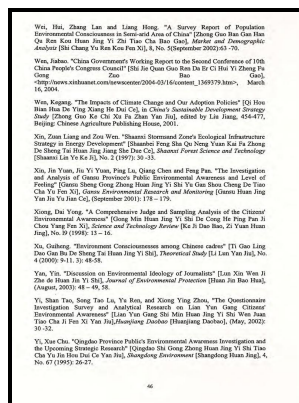 Wei, Hui, Zhang Lan and Liang Hong. "A Survey Report of Population
Environmental Consciousness in Semi-arid Area of China" [Zhong Guo Ban Gan Han
Qu Ren Kou Huan Jing Yi Zhi Tiao Cha Bao Gao], Market and Demographic
Analysis [Shi Chang Yu Ren Kou Fen Xi], 8, No. 5(September 2002):63 -70.
Wen, Jiabao. "China Government's Working Report to the Second Conference of 10th
China People's Congress Council" [Shi Jie Quan Guo Ren Da Er Ci Hui Yi Zheng Fu
Gong Zuo Bao Gao],
<http://news.xinhuanet.com/newscenter/2004-03/16/content_1369379.htm>, March
16, 2004.
Wen, Kegang. "The Impacts of Climate Change and Our Adoption Policies" [Qi Hou
Bian Hua De Ying Xiang He Dui Ce], in China's Sustainable Development Strategy
Study [Zhong Guo Ke Chi Xu Fa Zhan Yan Jiu], edited by Liu Jiang, 454-477,
Beijing: Chinese Agriculture Publishing House, 2001.
Xin, Zuan Liang and Zou Wen. "Shaanxi Stormsand Zone's Ecological Infrastructure
Strategy in Energy Development" [Shaanbei Feng Sha Qu Neng Yuan Kai Fa Zhong
De Sheng Tai Huan Jing Jiang She Due Ce], Shaanxi Forest Science and Technology
[Shaanxi Lin Ye Ke Ji], No. 2 (1997): 30 -33.
Xin, Jin Yuan, Jiu Yi Yuan, Ping Lu, Qiang Chen and Feng Pan. "The Investigation
and Analysis of Gansu Province's Public Environmental Awareness and Level of
Feeling" [Gansu Sheng Gong Zhong Huan Jing Yi Shi Yu Gan Shou Cheng De Tiao
Cha Yu Fen Xi], Gansu Environmental Research and Monitoring [Gansu Huan Jing
Yan Jiu Yu Jian Ce], (September 2001): 178 – 179.
Xiong, Dai Yong. "A Comprehensive Judge and Sampling Analysis of the Citizens'
Environment Awareness" [Gong Min Huan Jing Yi Shi De Cong He Ping Pan Ji
Chou Yang Fen Xi], Science and Technology Review [Ke Ji Dao Bao, Zi Yuan Huan
Jing], No. I9 (1998): 13 – 16.
Xu, Guiheng. "Environment Consciousnesses among Chinese cadres" [Ti Gao Ling
Dao Gan Bu De Sheng Tai Huan Jing Yi Shi], Theoretical Study [Li Lun Yan Jiu], No.
4 (2000): 9-11. 3): 48-58.
Yan, Yin. "Discussion on Environmental Ideology of Journalists" [Lun Xin Wen Ji
Zhe de Huan Jin Yi Shi], Journal of Environmental Protection [Huan Jin Bao Hua],
(August, 2003): 48 – 49, 58.
Yi, Shan Tao, Song Tao Lu, Yu Ren, and Xiong Ying Zhou, "The Questionnaire
Investigation Survey and Analytical Research on Lian Yun Gang Citizens'
Environment Awareness" [Lian Yun Gang Shi Min Huan Jing Yi Shi Wen Juan
Tiao Cha Ji Fen Xi Yan Jiu],Huanjiang Daobao [Huanjiang Daobao], (May, 2002):
30 -32.
Yi, Xue Chu. "Qingdao Province Public's Environmental Awareness Investigation and
the Upcoming Strategic Research" [Qingdao Shi Gong Zhong Huan Jing Yi Shi Tiao
Cha Yu Jin Hou Dui Ce Yan Jiu], Shangdong Environment [Shangdong Huan Jing], 4,
No. 67 (1995): 26-27.
46